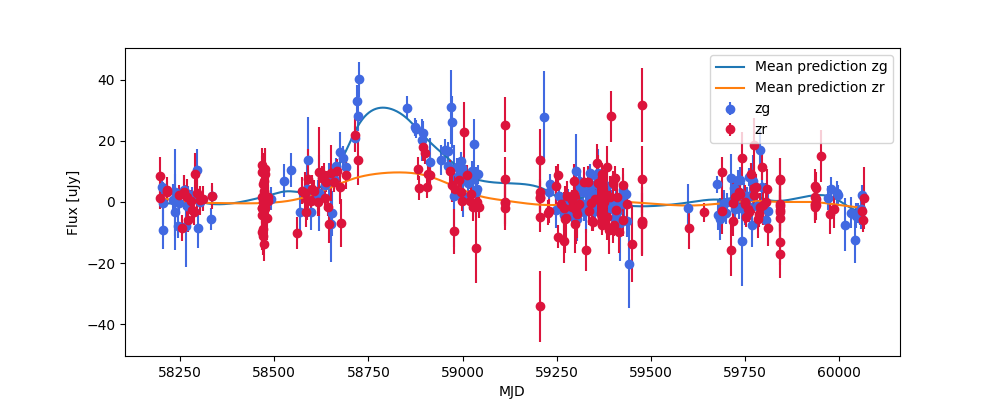 Mean prediction zg
Mean prediction zr
zg
zr
Flux [uJy]
40
20
0
−20
−40
58250
58500
58750
59000
59250
59500
59750
60000
MJD